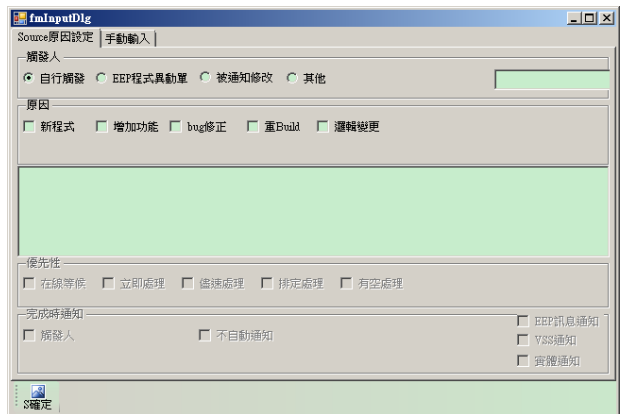 fmInputDlg
Source原因設定 手動輸入
觸發人
自行觸發 EEP程式異動單 被通知修改 其他
原因
新程式 增加功能 bug修正 重Build 邏輯變更
優先性
在線等候 立即處理 儘速處理 排定處理 有空處理
完成時通知
EEP訊息通知
觸發人 不自動通知 VSS通知
實體通知
S確定